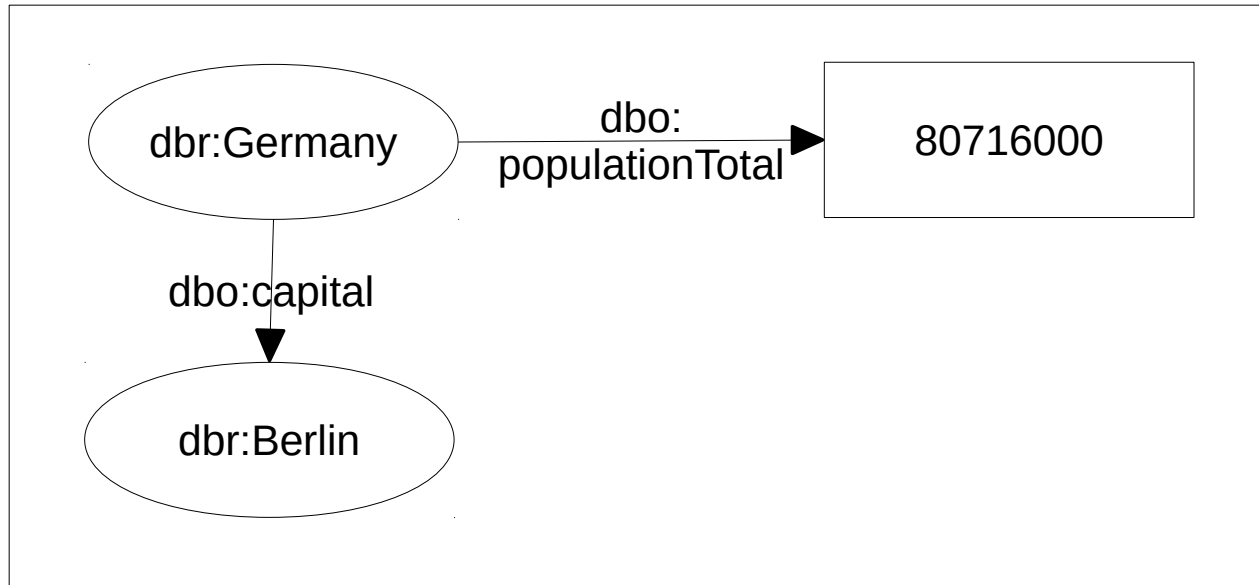 dbr:Germany
dbo:
populationTotal
80716000
dbo:capital
dbr:Berlin